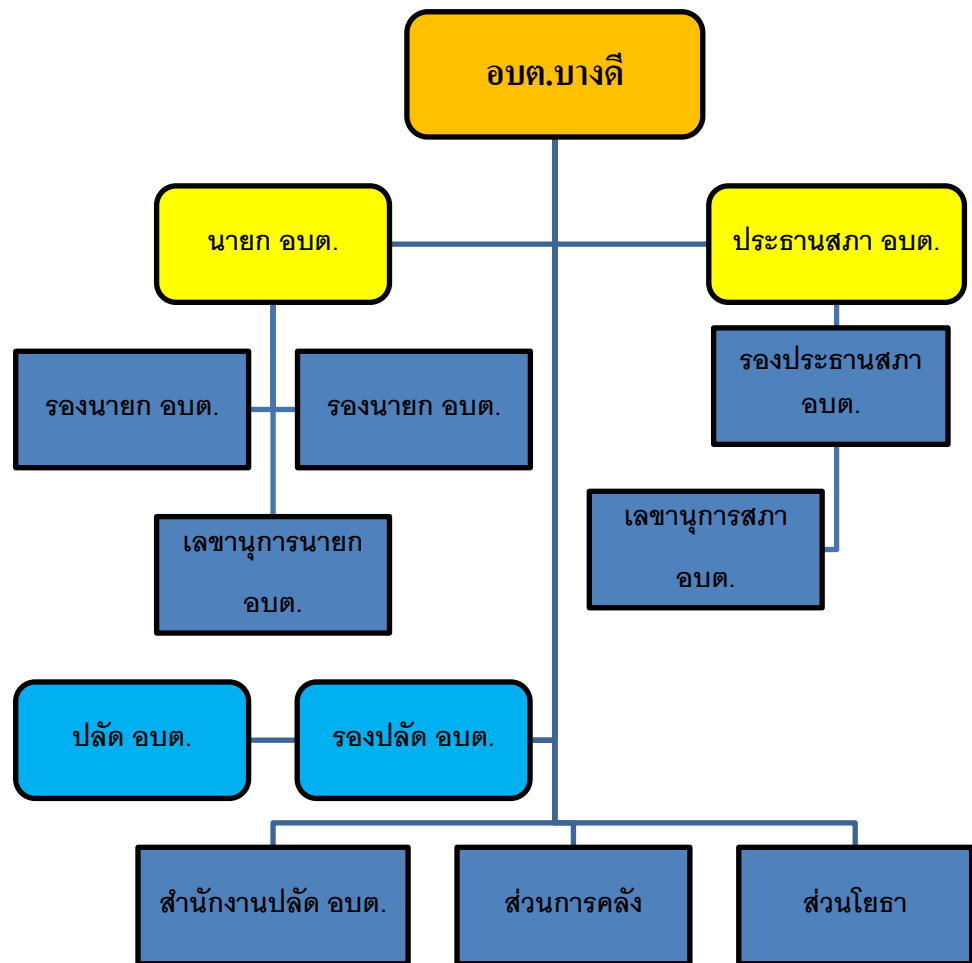 อบต.บางดี
นายก อบต.
ประธานสภา อบต.
รองนายก อบต.
รองนายก อบต.
รองประธานสภา
อบต.
เลขานุการนายก
อบต.
เลขานุการสภา
อบต.
ปลัด อบต.
รองปลัด อบต.
สำนักงานปลัด อบต.
ส่วนการคลัง
ส่วนโยธา